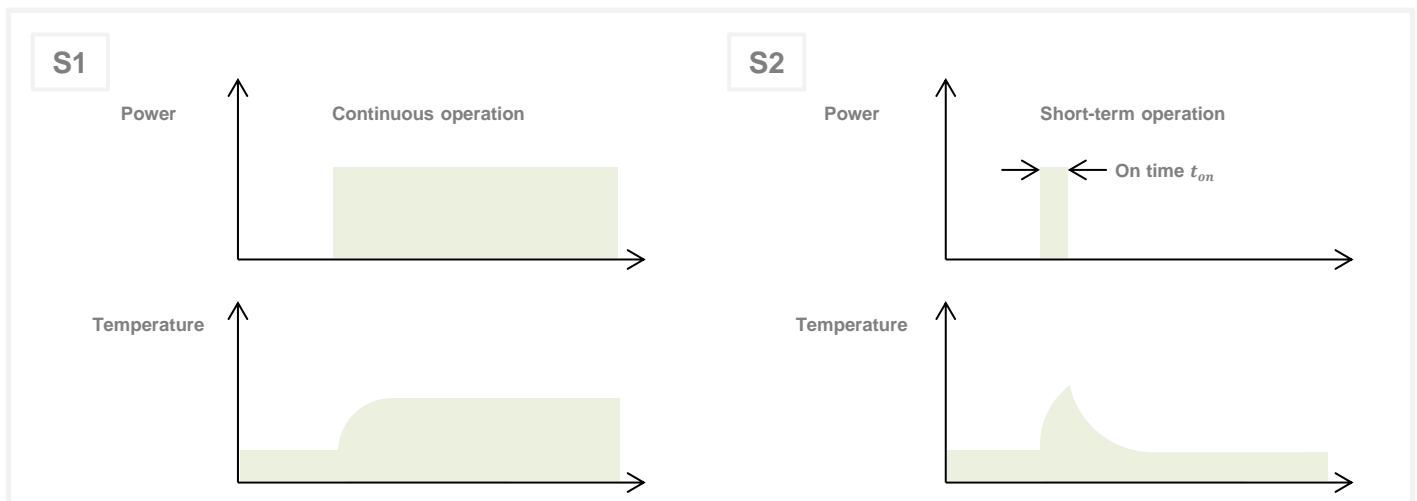 S1
Power
Continuous operation
Temperature
S2
Power
Short-term operation
On time t_on
Temperature